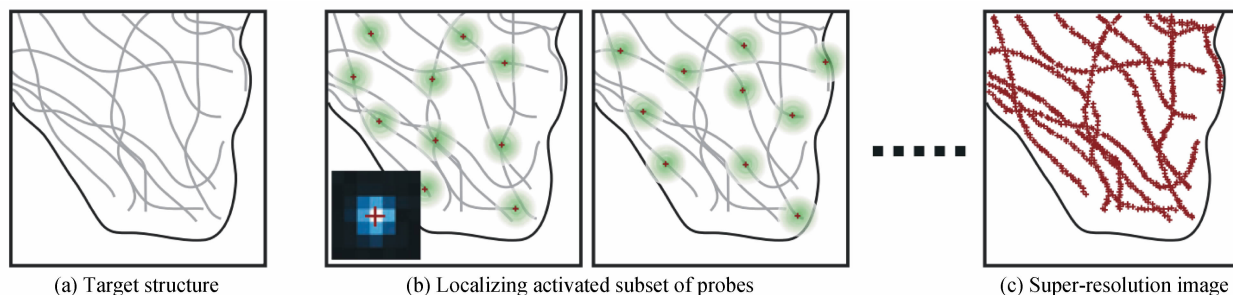 (a) Target structure
(b) Localizing activated subset of probes
(c) Super-resolution image